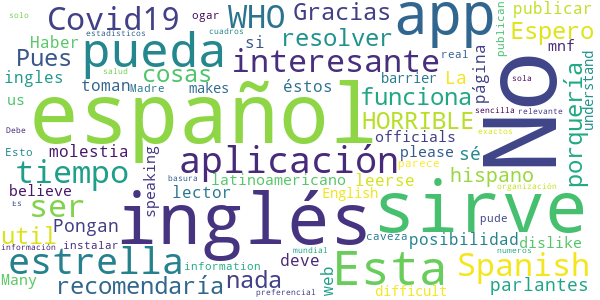 solo estadísticos ogar Gracias app publicar
Covid19 WHO Espero publican
Haber cuadros si resolver
Pues pueda interesante La página mnf No
ingles cosas real
us toman Madre makes éstos barrier sola
español funciona sencilla relevante
salud HORRIBLE officials porquería understand
Debe
Esto molestia aplicación please sé exactos
tiempo speaking lector latinoamericano leerse parece hispano
believe basura English organización
ser inglés sirve
util Pongan pude
Es instalar nada posibilidad dislike
información estrella deve web Esta caveza Spanish
Many mundial information numeros
recomendaría preferencial difficult parlantes